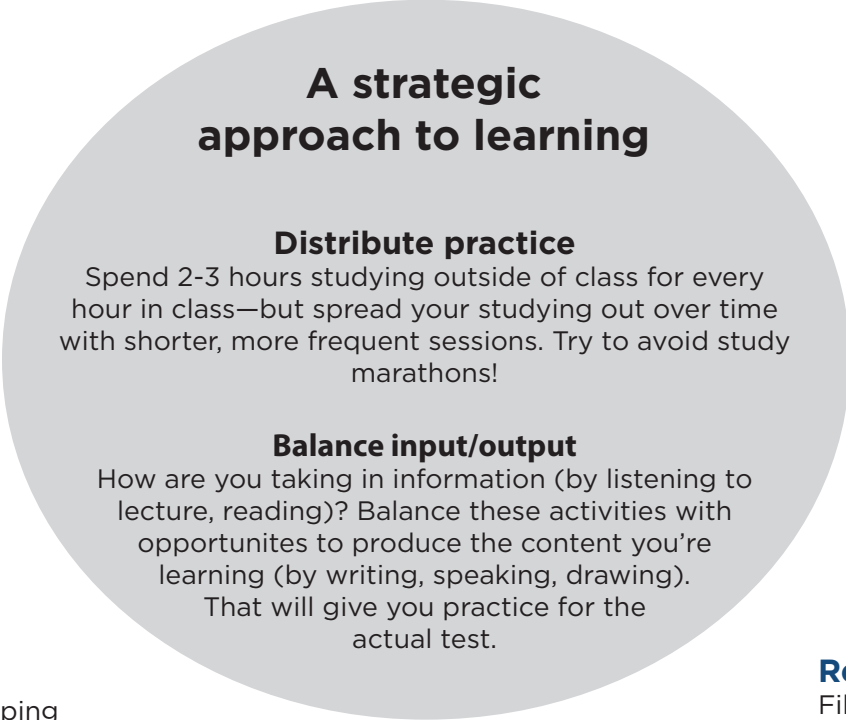 A strategic
approach to learning
Distribute practice
Spend 2-3 hours studying outside of class for every
hour in class—but spread your studying out over time
with shorter, more frequent sessions. Try to avoid study
marathons!
Balance input/output
How are you taking in information (by listening to
lecture, reading)? Balance these activities with
opportunites to produce the content you're
learning (by writing, speaking, drawing).
That will give you practice for the
actual test.